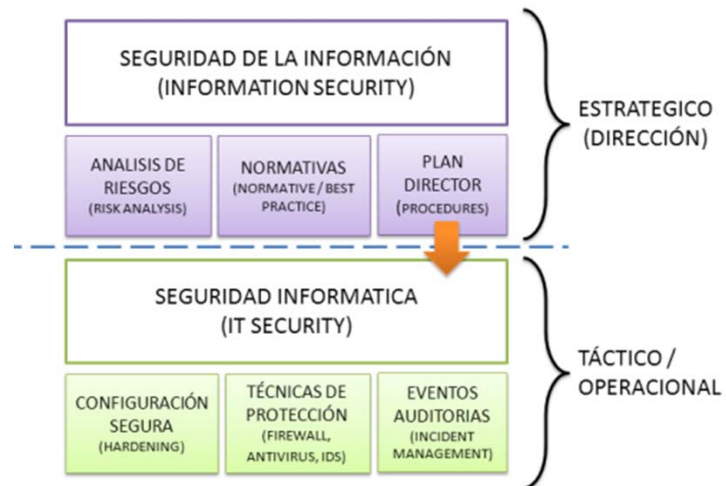 SEGURIDAD DE LA INFORMACIÓN
(INFORMATION SECURITY)
ESTRATEGICO
(DIRECCIÓN)
ANALISIS DE
RIESGOS
(RISK ANALYSIS)
NORMATIVAS
(NORMATIVE / BEST
PRACTICE)
PLAN
DIRECTOR
(PROCEDURES)
SEGURIDAD INFORMATICA
(IT SECURITY)
TÁCTICO /
OPERACIONAL
CONFIGURACIÓN
SEGURA
(HARDENING)
TÉCNICAS DE
PROTECCIÓN
(FIREWALL,
ANTIVIRUS, IDS)
EVENTOS
AUDITORIAS
(INCIDENT
MANAGEMENT)